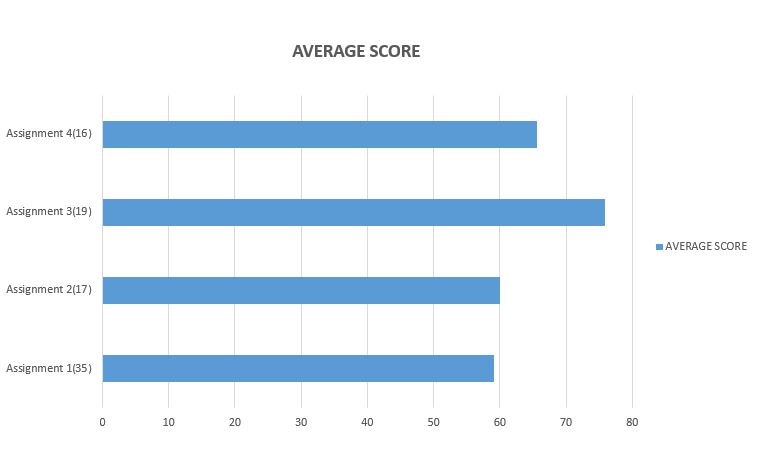 AVERAGE SCORE
Assignment 4(16)
Assignment 3(19)
AVERAGE SCORE
Assignment 2(17)
Assignment 1(35)
0 10 20 30 40 50 60 70 80